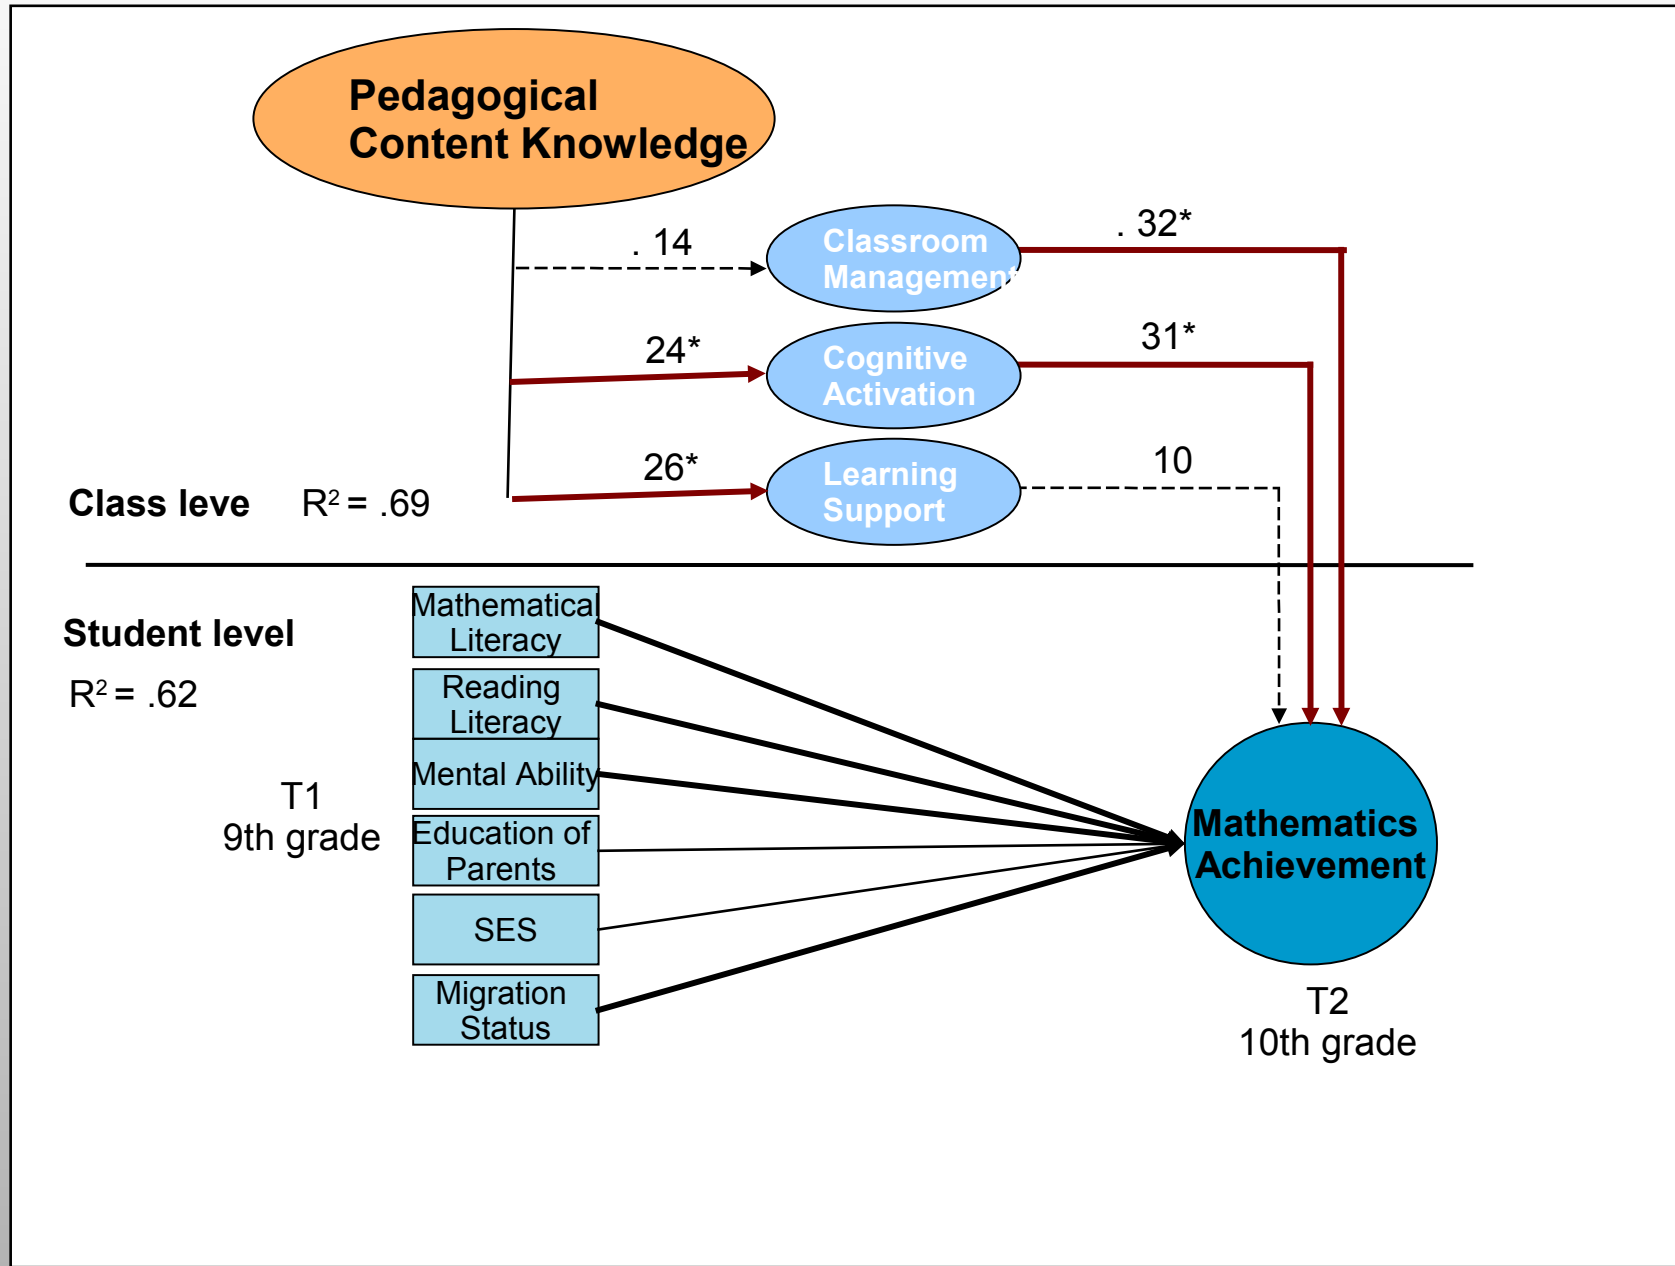 Pedagogical
Content Knowledge
. 14
Classroom
Management
. 32*
24*
Cognitive
Activation
31*
26*
Learning
Support
10
Class leve R² = .69
Student level
R² = .62
Mathematical
Literacy
Reading
Literacy
Mental Ability
T1
9th grade
Education of
Parents
SES
Migration
Status
Mathematics
Achievement
T2
10th grade